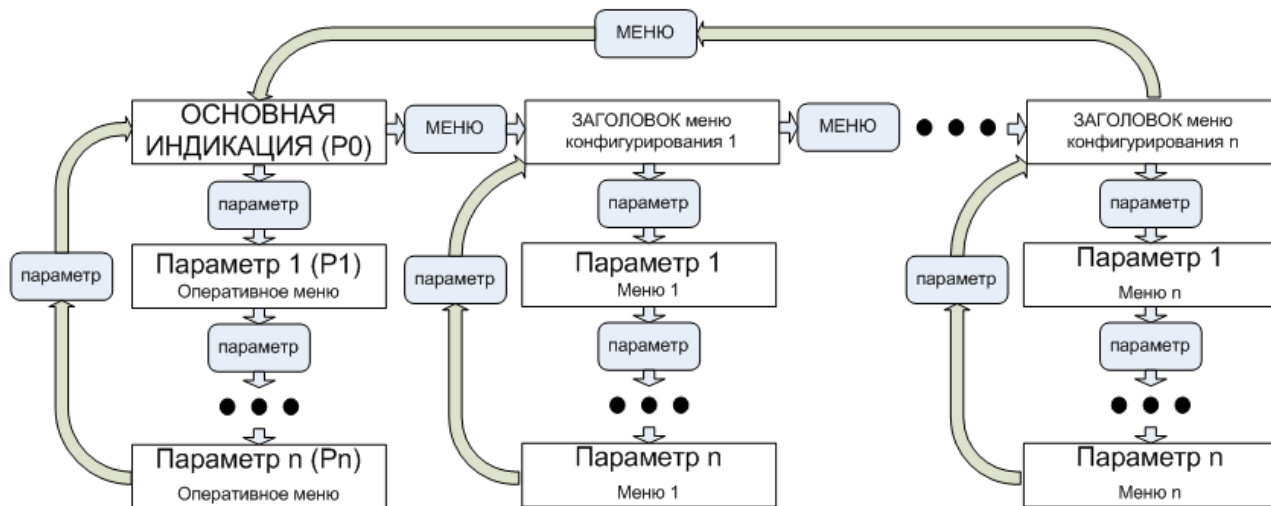 МЕНЮ
ОСНОВНАЯ
ИНДИКАЦИЯ (P0)
МЕНЮ
ЗАГОЛОВОК меню
конфигурирования 1
МЕНЮ
ЗАГОЛОВОК меню
конфигурирования n
параметр
параметр
параметр
параметр
Параметр 1 (P1)
Оперативное меню
параметр
Параметр 1
Меню 1
параметр
Параметр 1
Меню n
параметр
параметр
параметр
Параметр n (Pn)
Оперативное меню
Параметр n
Меню 1
Параметр n
Меню n